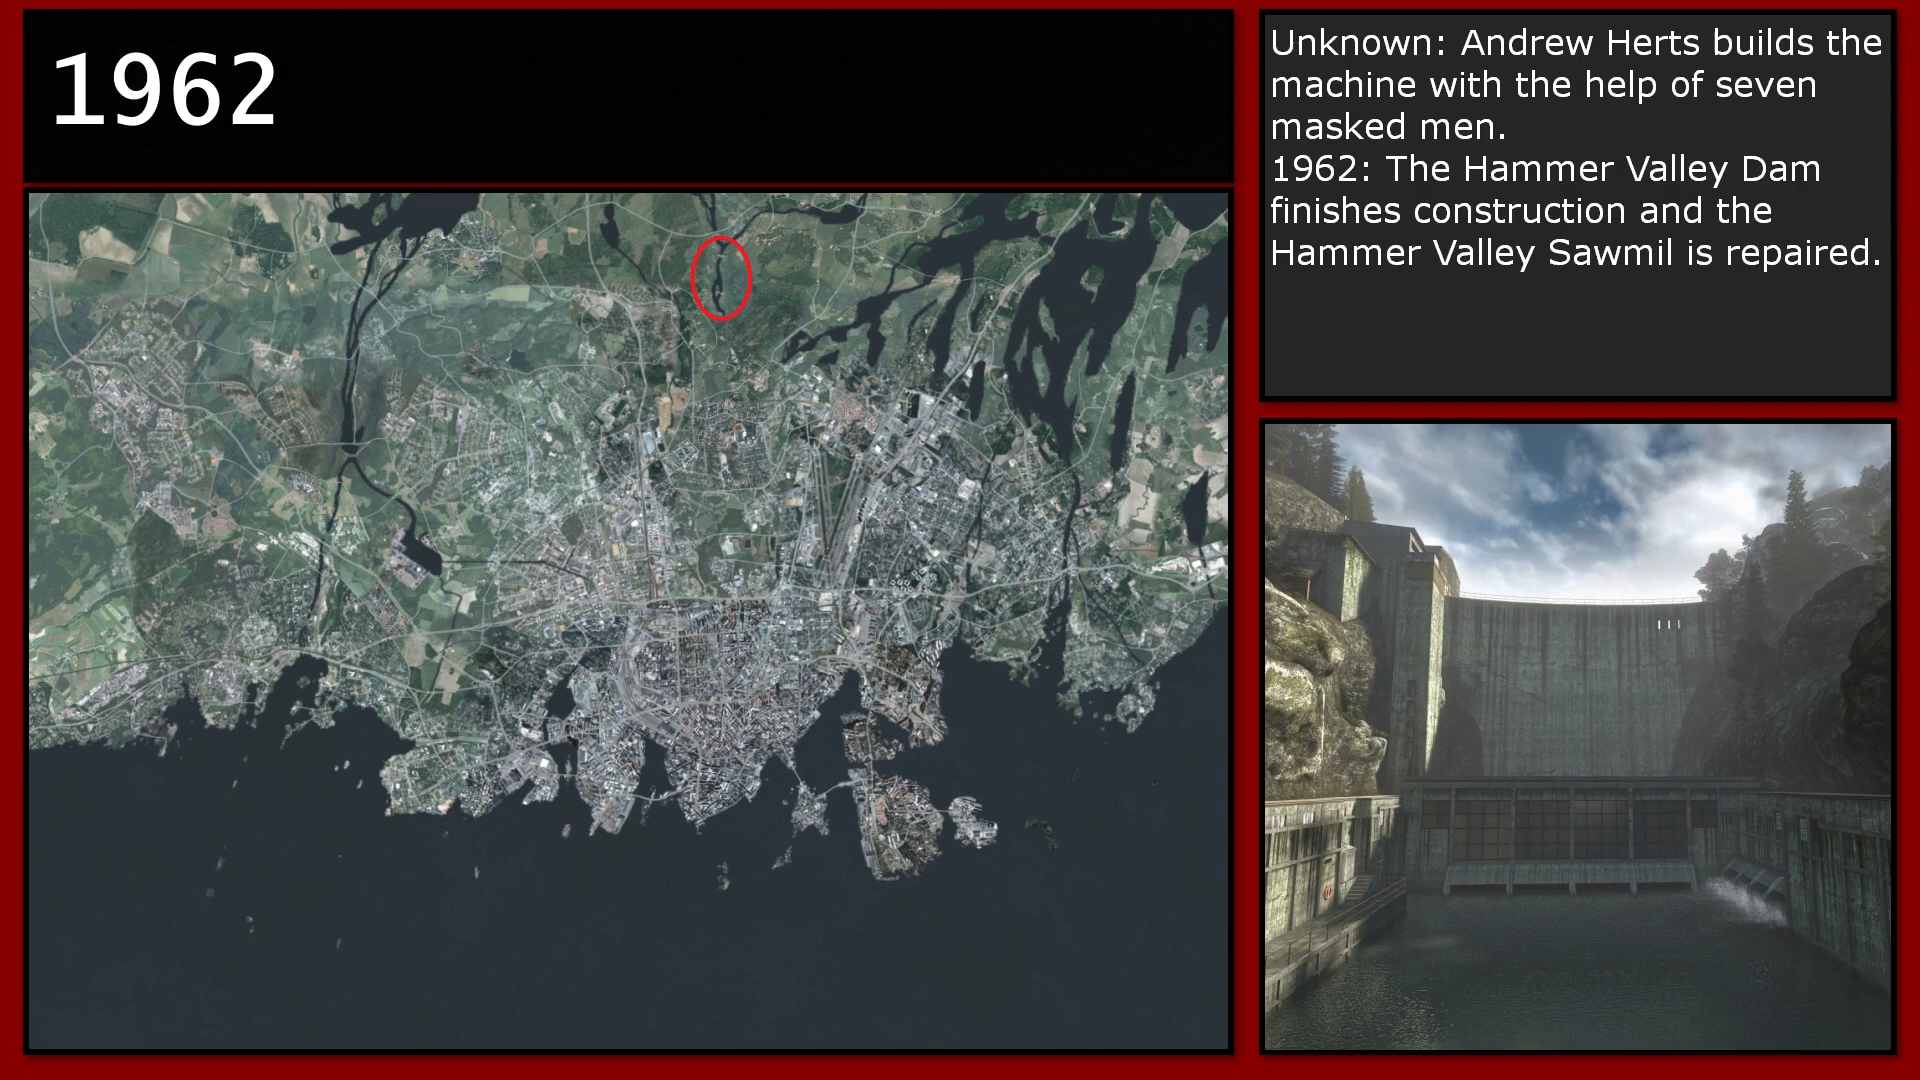 1962
Unknown: Andrew Herts builds the
machine with the help of seven
masked men.
1962: The Hammer Valley Dam
finishes construction and the
Hammer Valley Sawmil is repaired.